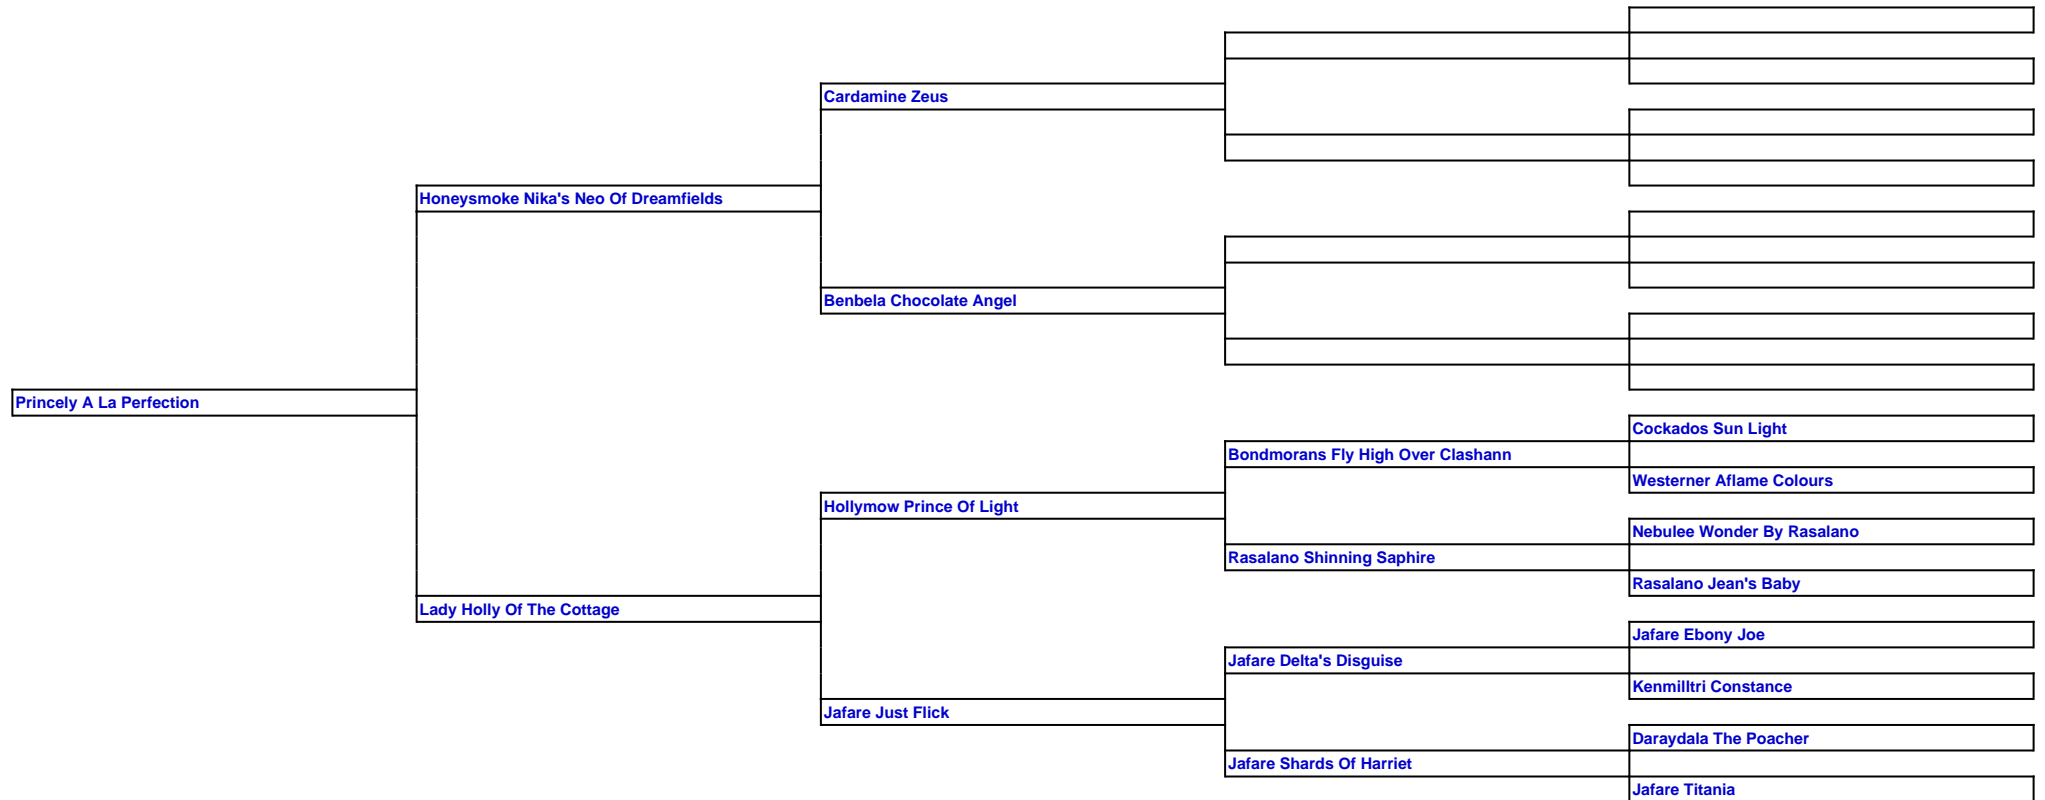 Cardamine Zeus
Honeysmoke Nika's Neo Of Dreamfields
Benbela Chocolate Angel
Princely A La Perfection
Cockados Sun Light
Bondmorans Fly High Over Clashann
Westerner Aflame Colours
Hollymow Prince Of Light
Nebulee Wonder By Rasalano
Rasalano Shinning Saphire
Rasalano Jean's Baby
Lady Holly Of The Cottage
Jafare Ebony Joe
Jafare Delta's Disguise
Kenmilltri Constance
Jafare Just Flick
Daraydala The Poacher
Jafare Shards Of Harriet
Jafare Titania